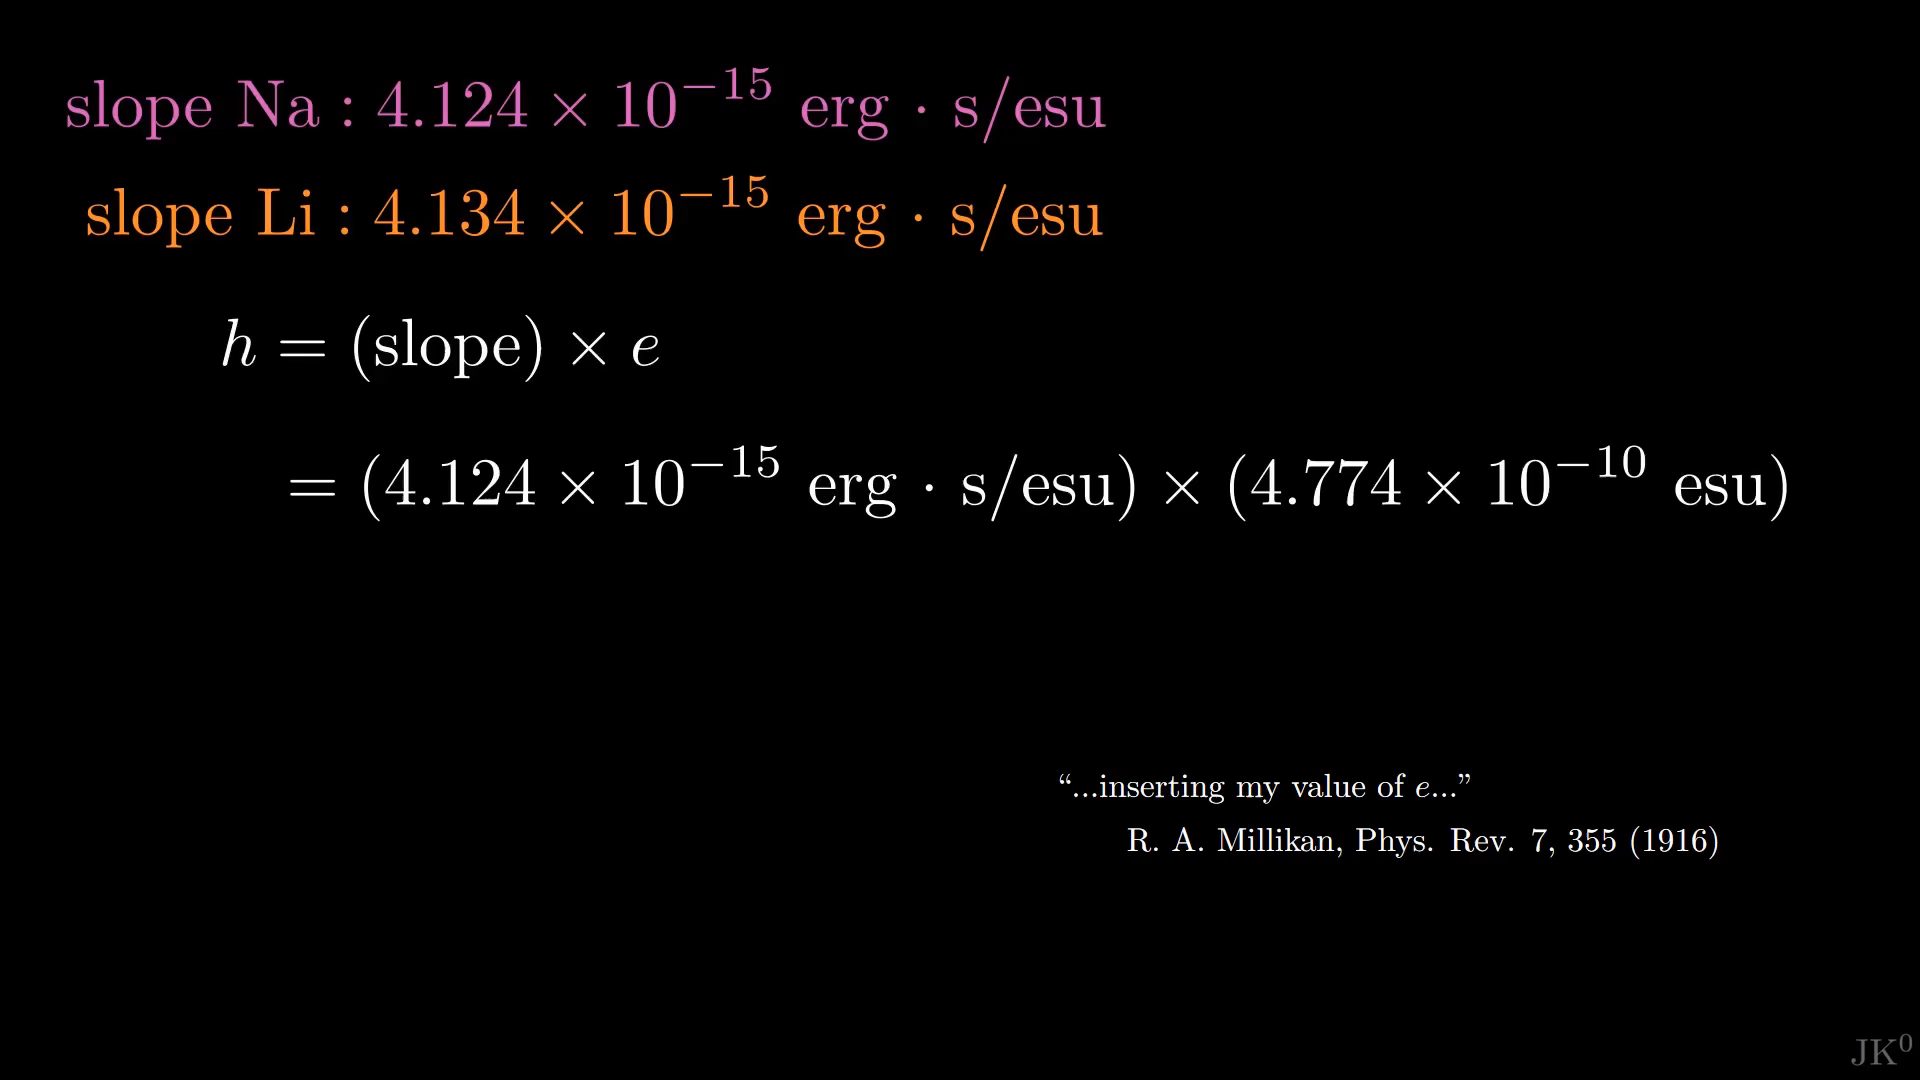 slope Na : 4.124 × 10⁻¹⁵ erg · s/esu
slope Li : 4.134 × 10⁻¹⁵ erg · s/esu
h = (slope) × e
= (4.124 × 10⁻¹⁵ erg · s/esu) × (4.774 × 10⁻¹⁰ esu)
“...inserting my value of e...”
R. A. Millikan, Phys. Rev. 7, 355 (1916)
JK⁰